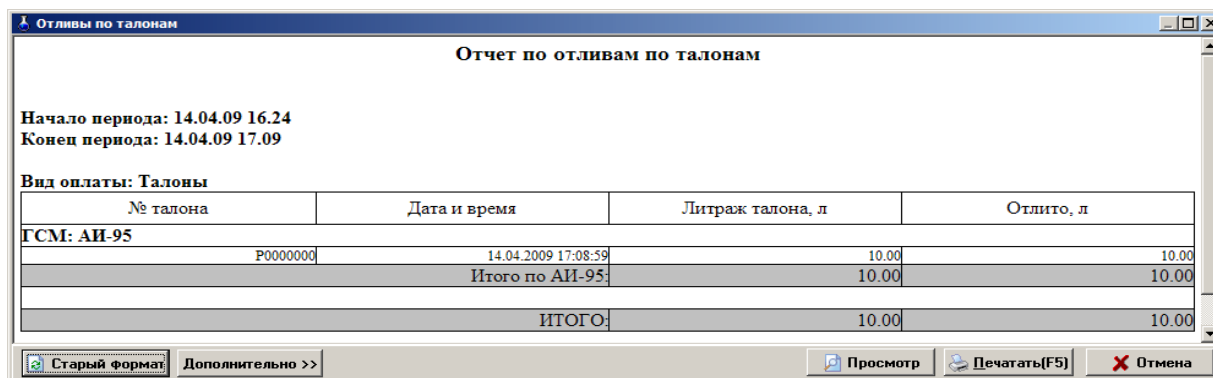 Отливы по талонам
Отчет по отливам по талонам
Начало периода: 14.04.09 16.24
Конец периода: 14.04.09 17.09
Вид оплаты: Талоны
№ талона Дата и время Литраж талона, л Отлито, л
ГСМ: АИ-95
P0000000 14.04.2009 17:08:59 10.00 10.00
Итого по АИ-95: 10.00 10.00
ИТОГО: 10.00 10.00
Старый формат Дополнительно >> Просмотр Печатать(F5) Отмена